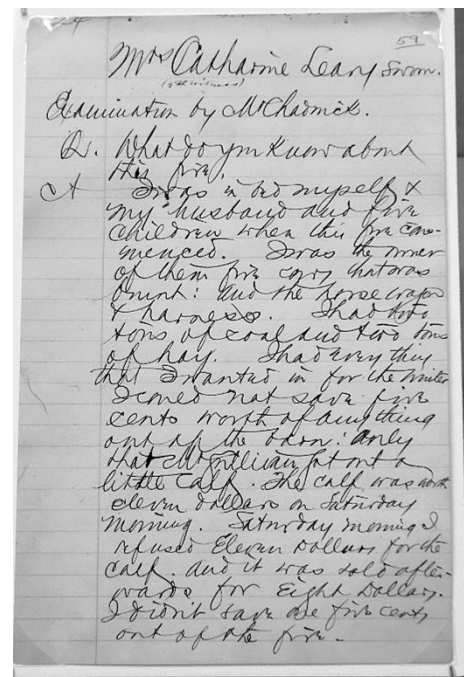 59
Mrs Catharine Leary Sworn.
Examination by Mr Chadwick.
Q. What do you know about
this fire.
A I was in bed myself &
my husband and five
children when this fire com-
menced. I was the owner
of them five cows that was
burnt: and the horse wagon
& harness. I had two
tons of coal and two tons
of hay. I had everything
that I wanted in for the winter
I could not save five
cents worth of anything
out of the barn: only
that Mr Sullivan got out a
little calf. The calf was worth
eleven dollars on Saturday
morning. Saturday morning I
refused Eleven Dollars for the
calf. and it was sold after-
wards for Eight Dollars.
I didn't save one five cents
out of the fire.